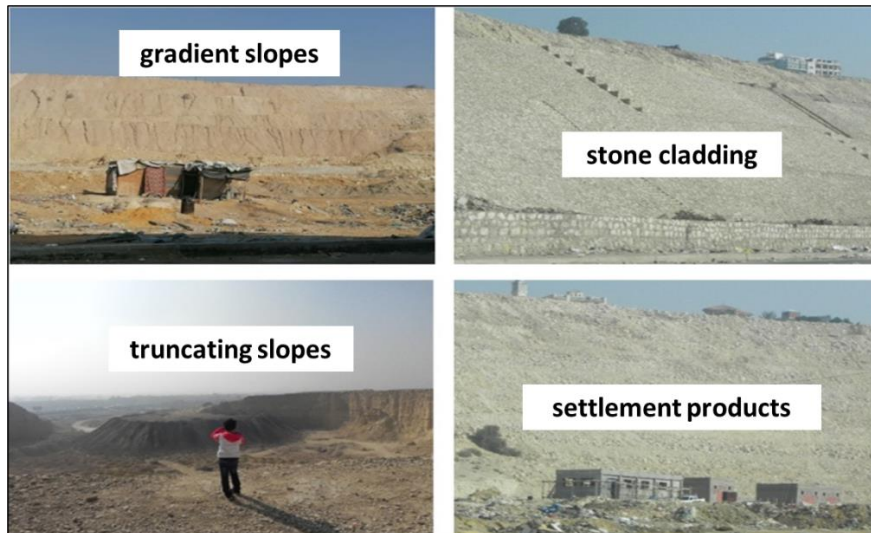 gradient slopes
stone cladding
truncating slopes
settlement products